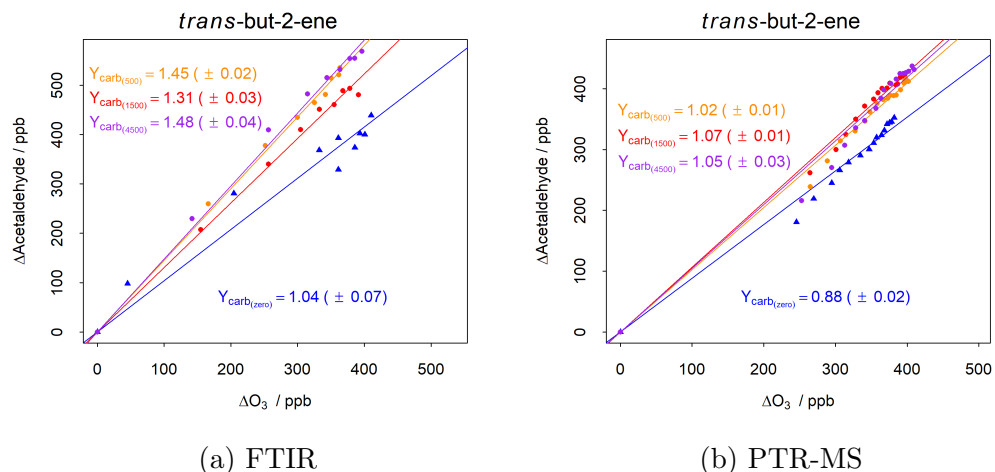 trans-but-2-ene
Ycarb(500) = 1.45 ( ± 0.02)
Ycarb(1500) = 1.31 ( ± 0.03)
Ycarb(4500) = 1.48 ( ± 0.04)
Ycarb(zero) = 1.04 ( ± 0.07)
ΔAcetaldehyde / ppb
0 100 200 300 400 500
0 100 200 300 400 500
ΔO3 / ppb
(a) FTIR
trans-but-2-ene
Ycarb(500) = 1.02 ( ± 0.01)
Ycarb(1500) = 1.07 ( ± 0.01)
Ycarb(4500) = 1.05 ( ± 0.03)
Ycarb(zero) = 0.88 ( ± 0.02)
ΔAcetaldehyde / ppb
0 100 200 300 400
0 100 200 300 400 500
ΔO3 / ppb
(b) PTR-MS